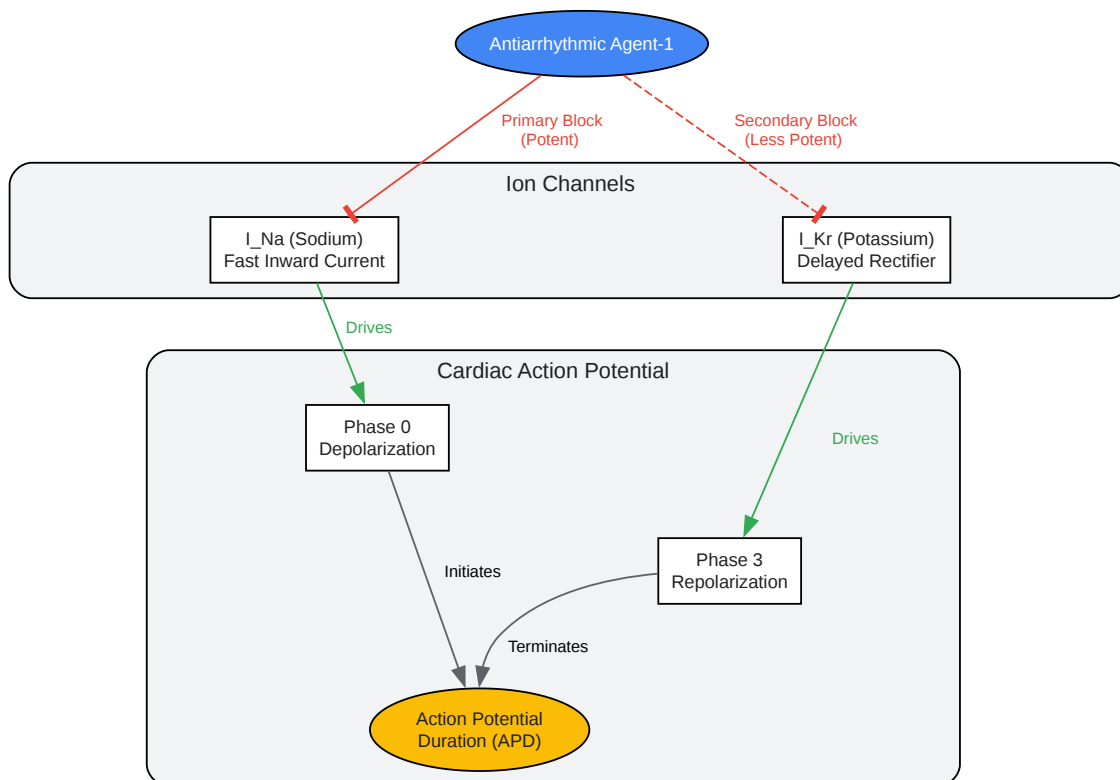 Antiarrhythmic Agent-1
Primary Block
(Potent)
Secondary Block
(Less Potent)
Ion Channels
I_Na (Sodium)
Fast Inward Current
I_Kr (Potassium)
Delayed Rectifier
Drives
Cardiac Action Potential
Phase 0
Depolarization
Drives
Phase 3
Repolarization
Initiates
Terminates
Action Potential
Duration (APD)